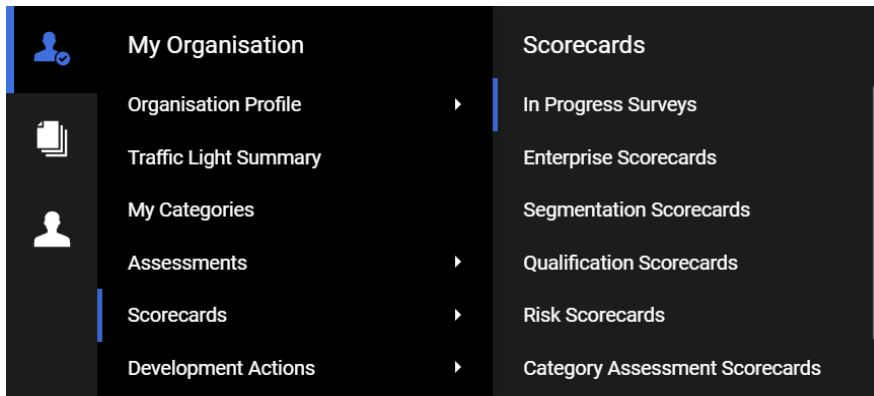 My Organisation
Organisation Profile
Traffic Light Summary
My Categories
Assessments
Scorecards
Development Actions
Scorecards
In Progress Surveys
Enterprise Scorecards
Segmentation Scorecards
Qualification Scorecards
Risk Scorecards
Category Assessment Scorecards